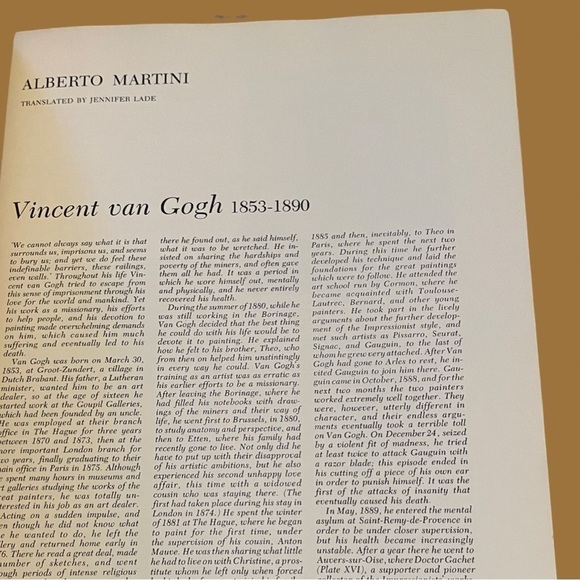 ALBERTO MARTINI
TRANSLATED BY JENNIFER LADE
Vincent van Gogh 1853-1890
'We cannot always say what it is that
surrounds us, imprisons us, and seems
to bury us; and yet we do feel these
indefinable barriers, these railings,
even walls.' Throughout his life Vin-
cent van Gogh tried to escape from
this sense of imprisonment through his
love for the world and mankind. Yet
his work as a missionary, his efforts
to help people, and his devotion to
painting made overwhelming demands
on him, which caused him much
suffering and eventually led to his
death.
Van Gogh was born on March 30,
1853, at Groot-Zundert, a village in
Dutch Brabant. His father, a Lutheran
minister, wanted him to be an art
dealer, so at the age of sixteen he
started work at the Goupil Galleries,
which had been founded by an uncle.
He was employed at their branch
office in The Hague for three years
between 1870 and 1873, then at the
more important London branch for
two years, finally graduating to their
main office in Paris in 1875. Although
he spent many hours in museums and
art galleries studying the works of the
great painters, he was totally un-
interested in his job as an art dealer.
Acting on a sudden impulse, and
even though he did not know what
he wanted to do, he left the
gallery and returned home early in
76. There he read a great deal, made
number of sketches, and went
through periods of intense religious
there he found out, as he said himself,
what it was to be wretched. He in-
sisted on sharing the hardships and
poverty of the miners, and often gave
them all he had. It was a period in
which he wore himself out, mentally
and physically, and he never entirely
recovered his health.
During the summer of 1880, while he
was still working in the Borinage,
Van Gogh decided that the best thing
he could do with his life would be to
devote it to painting. He explained
how he felt to his brother, Theo, who
from then on helped him unstintingly
in every way he could. Van Gogh's
training as an artist was as erratic as
his earlier efforts to be a missionary.
After leaving the Borinage, where he
had filled his notebooks with draw-
ings of the miners and their way of
life, he went first to Brussels, in 1880,
to study anatomy and perspective, and
then to Etten, where his family had
recently gone to live. Not only did he
have to put up with their disapproval
of his artistic ambitions, but he also
experienced his second unhappy love
affair, this time with a widowed
cousin who was staying there. (The
first had taken place during his stay in
London in 1874.) He spent the winter
of 1881 at The Hague, where he began
to paint for the first time, under
the supervision of his cousin, Anton
Mauve. He was then sharing what little
he had to live on with Christine, a pros-
titute whom he left only when forced
1885 and then, inevitably, to Theo in
Paris, where he spent the next two
years. During this time he further
developed his technique and laid the
foundations for the great paintings
which were to follow. He attended the
art school run by Cormon, where he
became acquainted with Toulouse-
Lautrec, Bernard, and other young
painters. He took part in the lively
arguments about the further develop-
ment of the Impressionist style, and
met such artists as Pissarro, Seurat,
Signac, and Gauguin, to the last of
whom he grew very attached. After Van
Gogh had gone to Arles to rest, he in-
vited Gauguin to join him there. Gau-
guin came in October, 1888, and for the
next two months the two painters
worked extremely well together. They
were, however, utterly different in
character, and their endless argu-
ments eventually took a terrible toll
on Van Gogh. On December 24, seized
by a violent fit of madness, he tried
at least twice to attack Gauguin with
a razor blade; this episode ended in
his cutting off a piece of his own ear
in order to punish himself. It was the
first of the attacks of insanity that
eventually caused his death.
In May, 1889, he entered the mental
asylum at Saint-Remy-de-Provence in
order to be under closer supervision,
but his health became increasingly
unstable. After a year there he went to
Auvers-sur-Oise, where Doctor Gachet
(Plate XVI), a supporter and pioneer